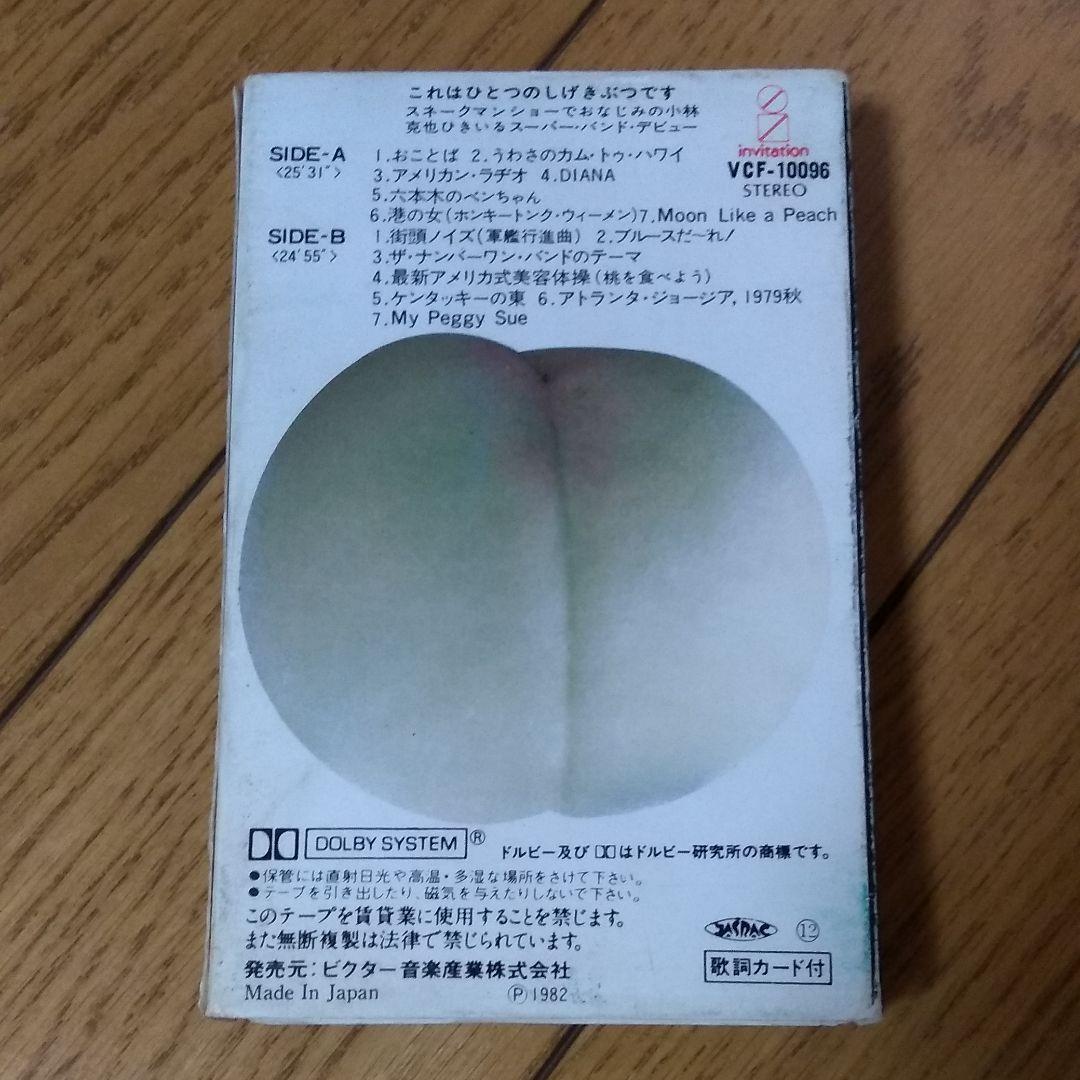 これはひとつのしげきぶつです
スネークマンショーでおなじみの小林
克也ひきいるスーパー・バンド・デビュー
invitation
VCF-10096
STEREO
SIDE-A
<25'31">
1.おことば 2.うわさのカム・トゥ・ハワイ
3.アメリカン・ラヂオ 4.DIANA
5.六本木のベンちゃん
6.港の女(ホンキートンク・ウィーメン)7.Moon Like a Peach
SIDE-B
<24'55">
1.街頭ノイズ(軍艦行進曲) 2.ブルースだ〜れ!
3.ザ・ナンバーワン・バンドのテーマ
4.最新アメリカ式美容体操(桃を食べよう)
5.ケンタッキーの東 6.アトランタ・ジョージア,1979秋
7.My Peggy Sue
DOLBY SYSTEM® ドルビー及びはドルビー研究所の商標です。
●保管には直射日光や高温・多湿な場所をさけて下さい。
●テープを引き出したり、磁気を与えたりしないで下さい。
このテープを賃貸業に使用することを禁じます。
また無断複製は法律で禁じられています。
JASRAC ⑫
発売元:ビクター音楽産業株式会社
歌詞カード付
Made In Japan ℗1982